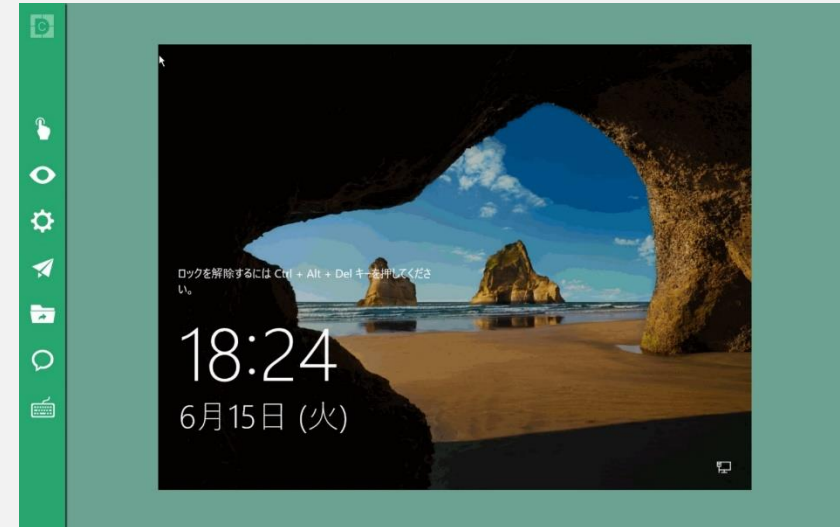 C
ロックを解除するには Ctrl + Alt + Del キーを押してくださ
い。
18:24
6月15日 (火)